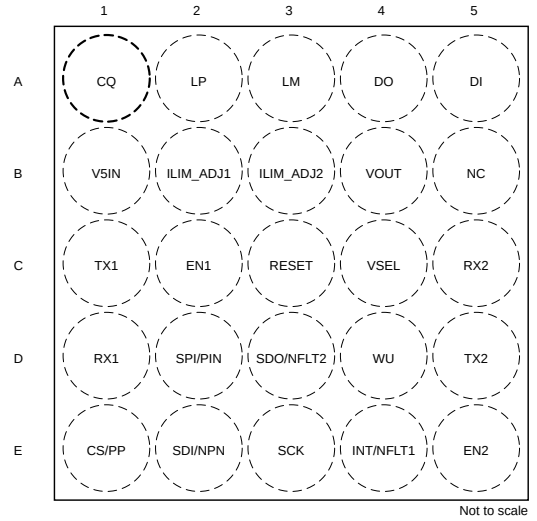 1 2 3 4 5
A CQ LP LM DO DI
B V5IN ILIM_ADJ1 ILIM_ADJ2 VOUT NC
C TX1 EN1 RESET VSEL RX2
D RX1 SPI/PIN SDO/NFLT2 WU TX2
E CS/PP SDI/NPN SCK INT/NFLT1 EN2
Not to scale